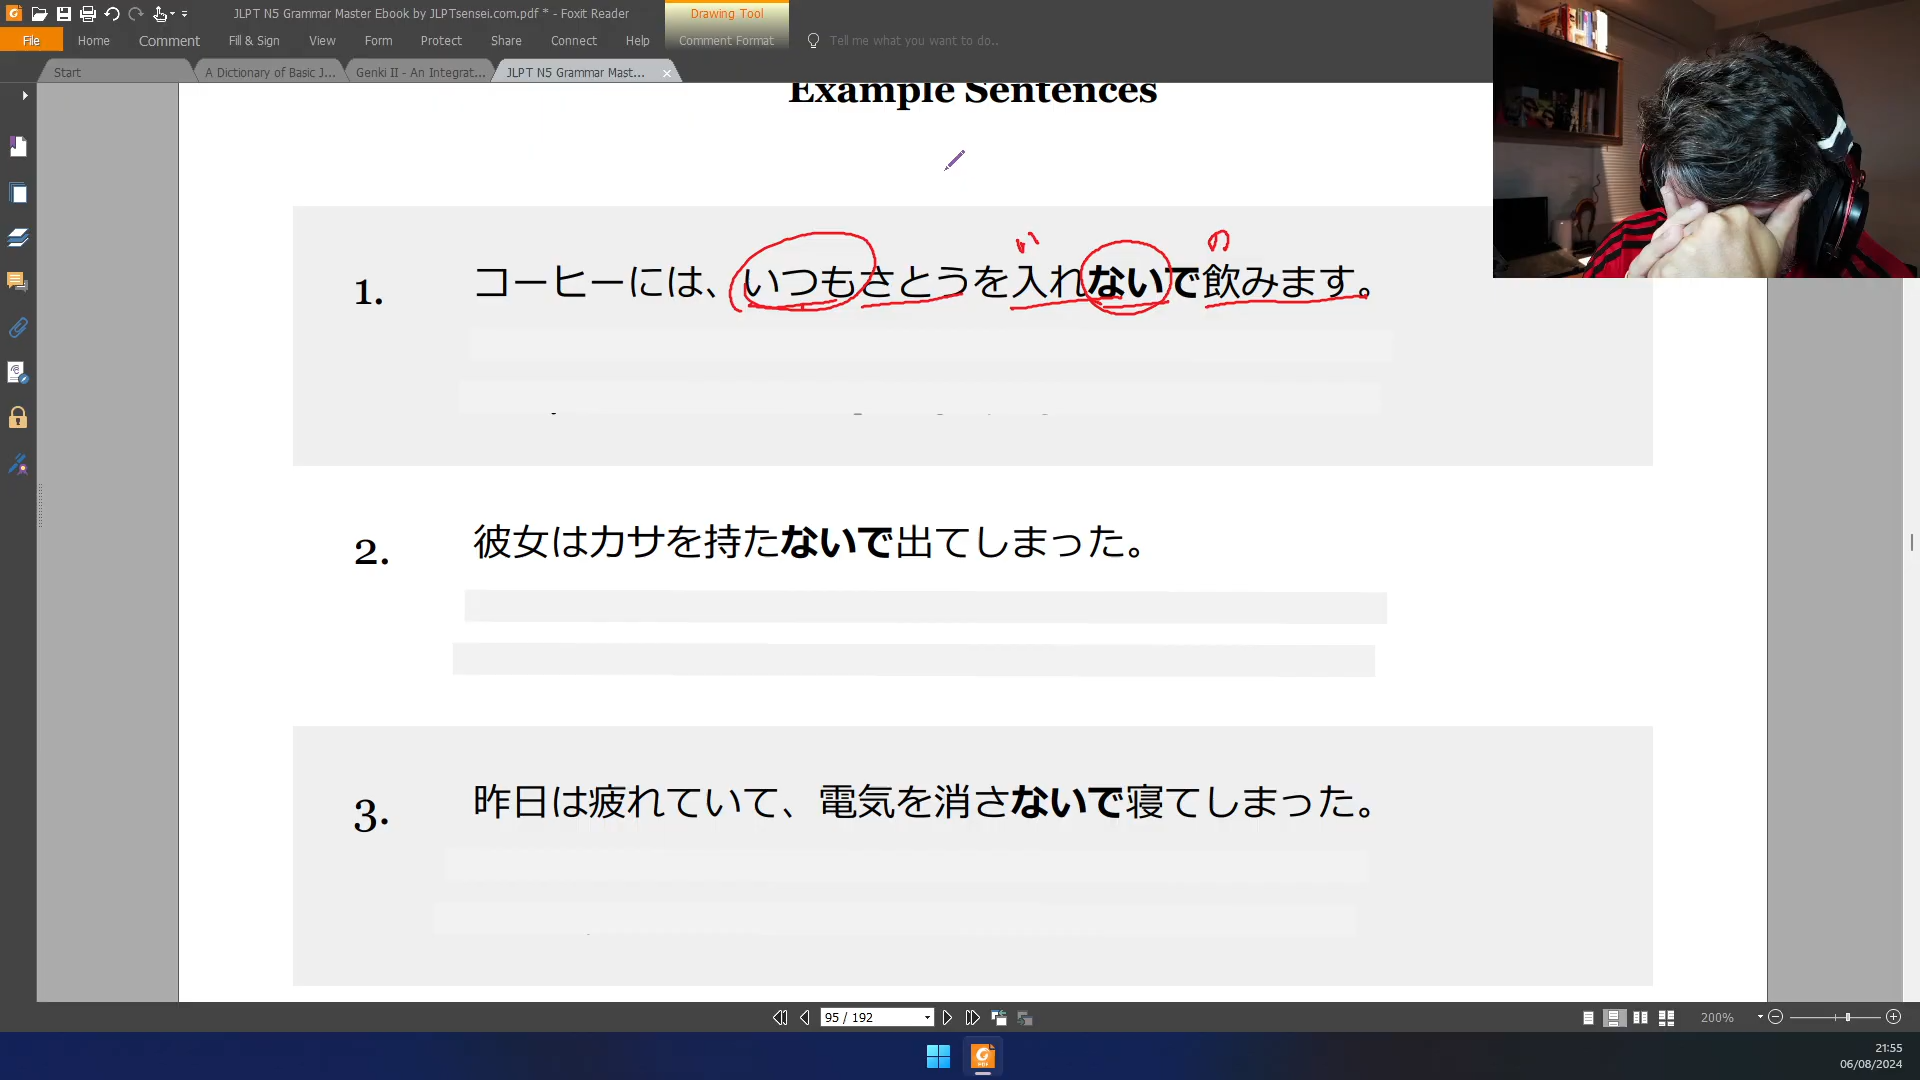 JLPT N5 Grammar Master Ebook by JLPTsensei.com.pdf * - Foxit Reader
Drawing Tool
File Home Comment Fill & Sign View Form Protect Share Connect Help Comment Format Tell me what you want to do..
Start A Dictionary of Basic J... Genki II - An Integrat... JLPT N5 Grammar Mast...
Example Sentences
い の
1. コーヒーには、いつもさとうを入れないで飲みます。
2. 彼女はカサを持たないで出てしまった。
3. 昨日は疲れていて、電気を消さないで寝てしまった。
95 / 192
200%
21:55
06/08/2024